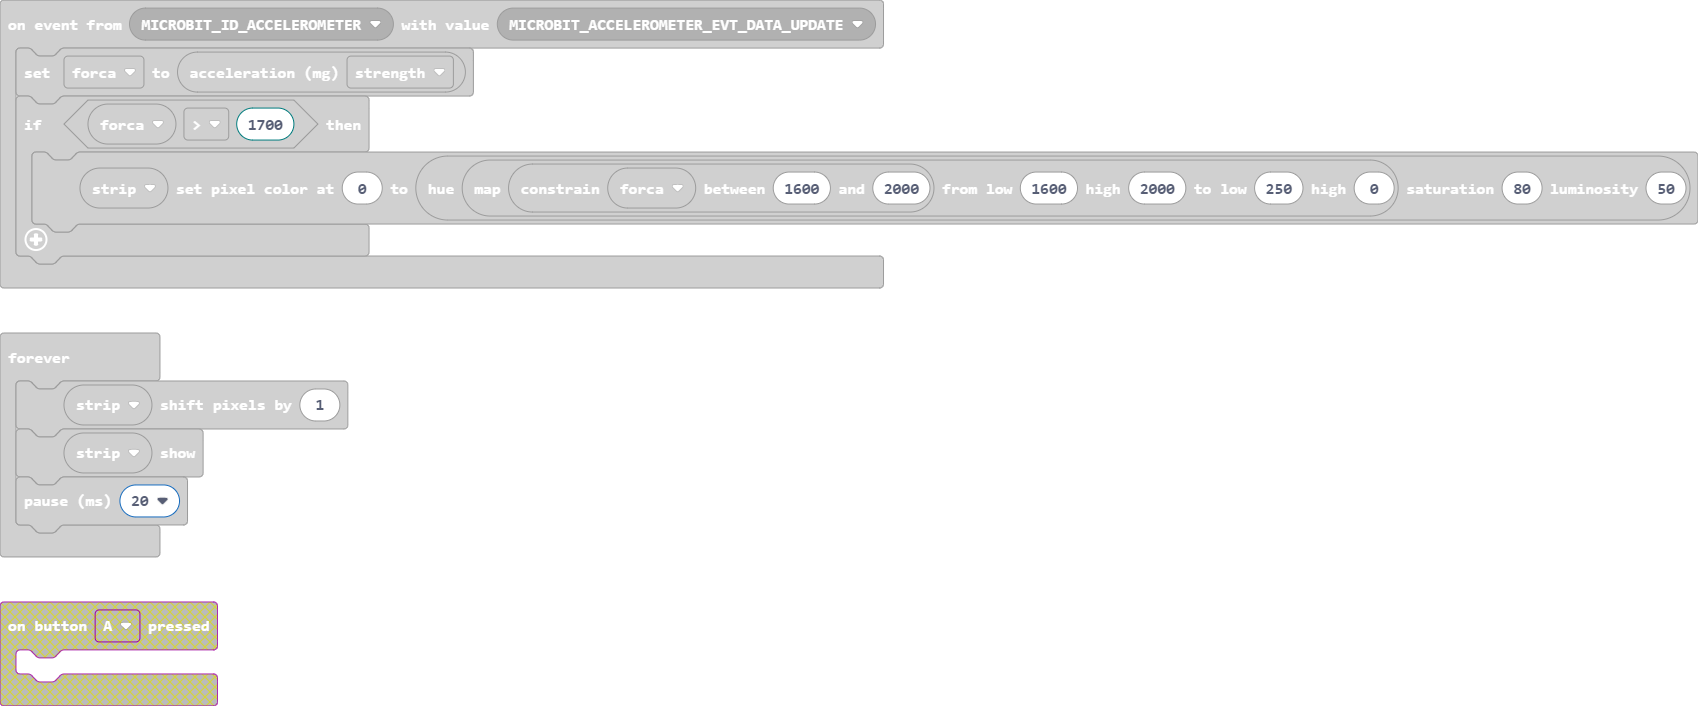 on event from MICROBIT_ID_ACCELEROMETER with value MICROBIT_ACCELEROMETER_EVT_DATA_UPDATE
set forca to acceleration (mg) strength
if forca > 1700 then
strip set pixel color at 0 to hue map constrain forca between 1600 and 2000 from low 1600 high 2000 to low 250 high 0 saturation 80 luminosity 50
forever
strip shift pixels by 1
strip show
pause (ms) 20
on button A pressed